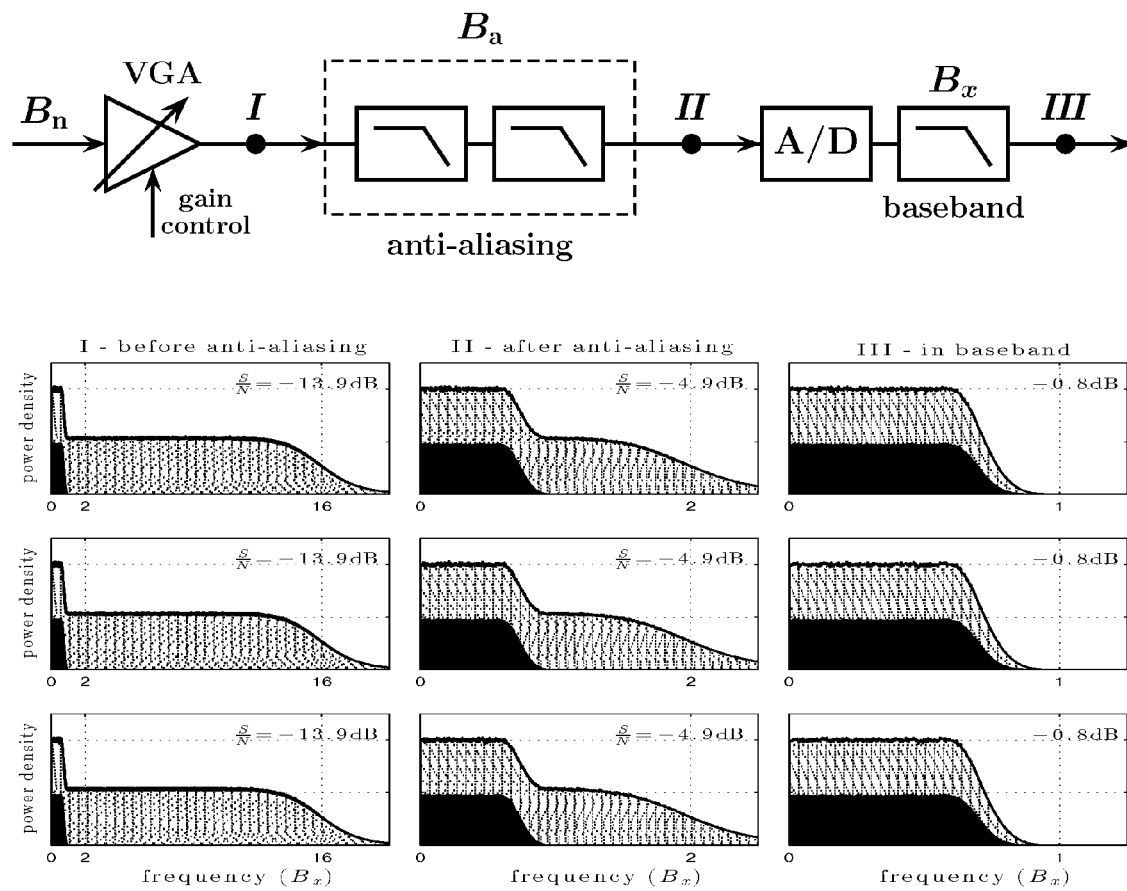 B_a
VGA
B_n
I
II
B_x
III
A/D
gain
control
baseband
anti-aliasing
I - before anti-aliasing
II - after anti-aliasing
III - in baseband
power density
S/N = −13.9dB
S/N = −4.9dB
−0.8dB
0 2 16
0 2
0 1
power density
S/N = −13.9dB
S/N = −4.9dB
−0.8dB
0 2 16
0 2
0 1
power density
S/N = −13.9dB
S/N = −4.9dB
−0.8dB
0 2 16
0 2
0 1
frequency (B_x)
frequency (B_x)
frequency (B_x)